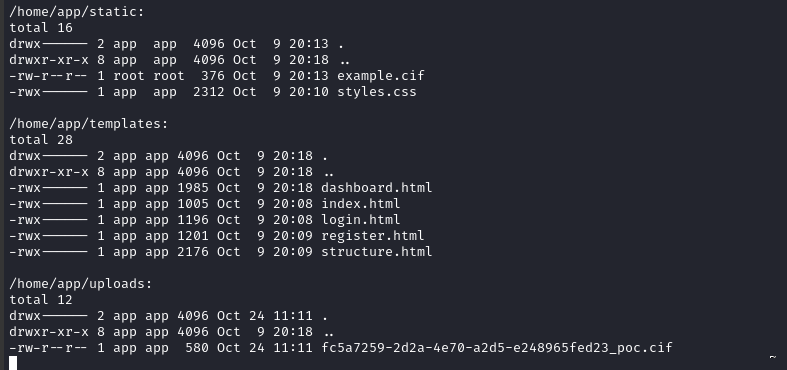 /home/app/static:
total 16
drwx------ 2 app  app  4096 Oct  9 20:13 .
drwxr-xr-x 8 app  app  4096 Oct  9 20:18 ..
-rw-r--r-- 1 root root  376 Oct  9 20:13 example.cif
-rwx------ 1 app  app  2312 Oct  9 20:10 styles.css

/home/app/templates:
total 28
drwx------ 2 app app 4096 Oct  9 20:18 .
drwxr-xr-x 8 app app 4096 Oct  9 20:18 ..
-rwx------ 1 app app 1985 Oct  9 20:18 dashboard.html
-rwx------ 1 app app 1005 Oct  9 20:08 index.html
-rwx------ 1 app app 1196 Oct  9 20:08 login.html
-rwx------ 1 app app 1201 Oct  9 20:09 register.html
-rwx------ 1 app app 2176 Oct  9 20:09 structure.html

/home/app/uploads:
total 12
drwx------ 2 app app 4096 Oct 24 11:11 .
drwxr-xr-x 8 app app 4096 Oct  9 20:18 ..
-rw-r--r-- 1 app app  580 Oct 24 11:11 fc5a7259-2d2a-4e70-a2d5-e248965fed23_poc.cif
~